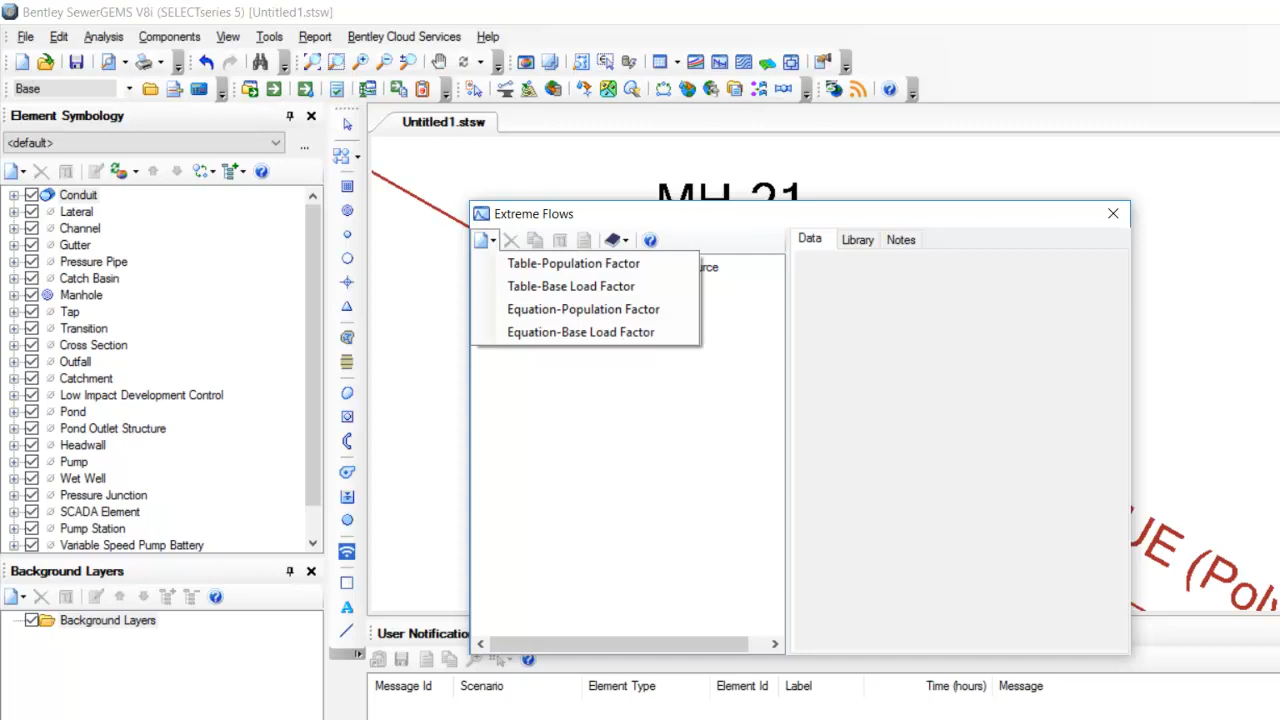 Bentley SewerGEMS V8i (SELECTseries 5) [Untitled1.stsw]
File Edit Analysis Components View Tools Report Bentley Cloud Services Help
Base
Element Symbology
<default>
...
Conduit
Lateral
Channel
Gutter
Pressure Pipe
Catch Basin
Manhole
Tap
Transition
Cross Section
Outfall
Catchment
Low Impact Development Control
Pond
Pond Outlet Structure
Headwall
Pump
Wet Well
Pressure Junction
SCADA Element
Pump Station
Variable Speed Pump Battery
Background Layers
Background Layers
Untitled1.stsw
MH-21
Extreme Flows
Table-Population Factor
Table-Base Load Factor
Equation-Population Factor
Equation-Base Load Factor
Data Library Notes
User Notificatio
Message Id Scenario Element Type Element Id Label Time (hours) Message